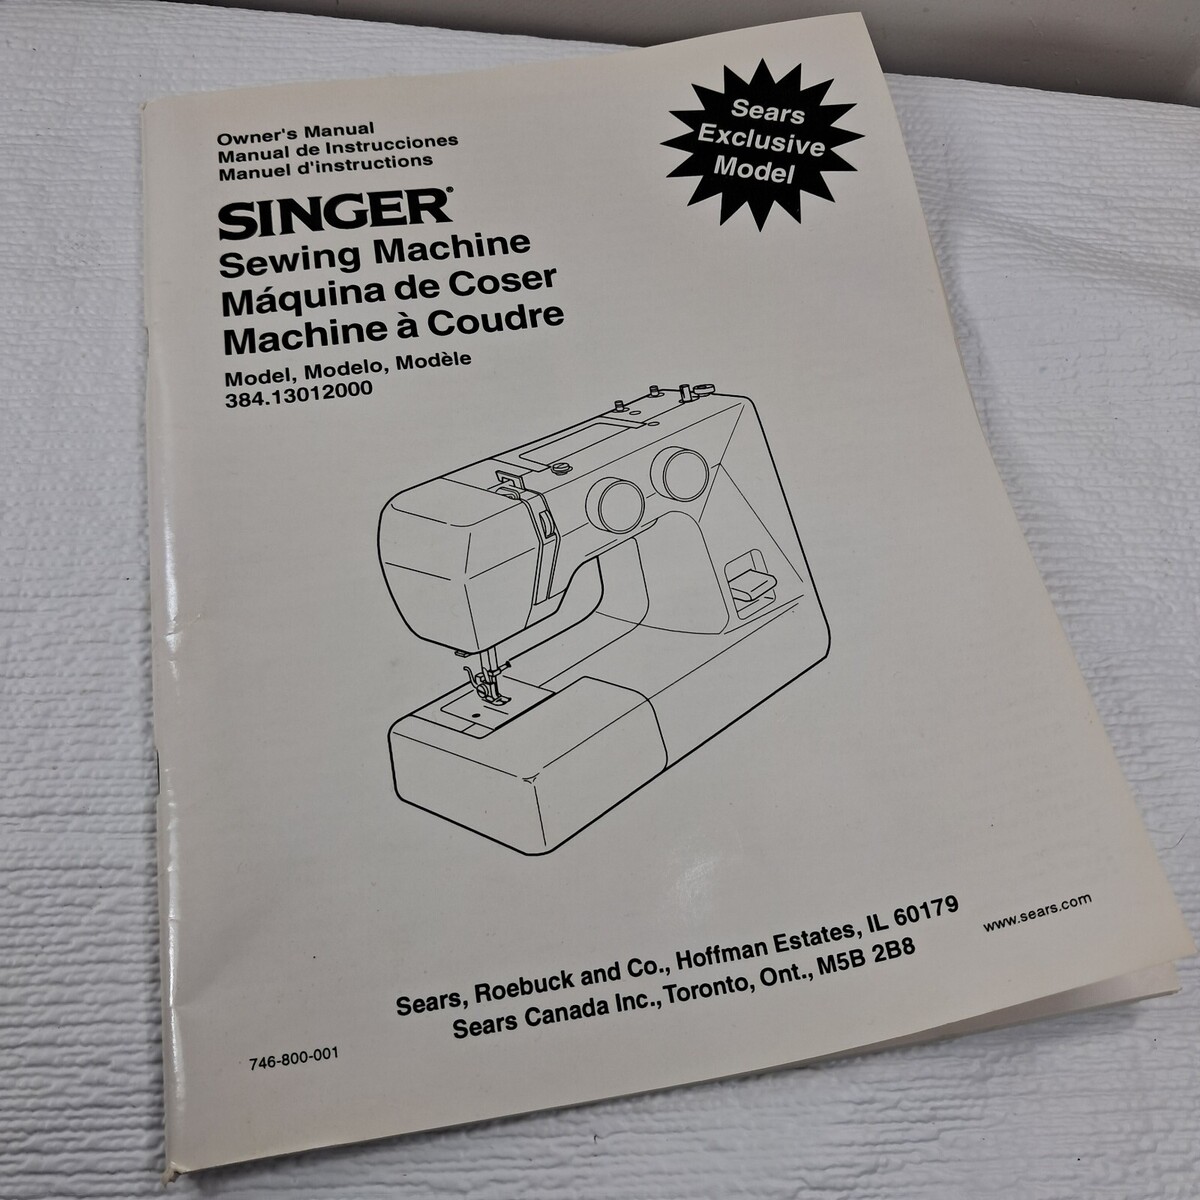 Owner's Manual
Manual de Instrucciones
Manuel d'instructions
SINGER®
Sewing Machine
Máquina de Coser
Machine à Coudre
Model, Modelo, Modèle
384.13012000
Sears
Exclusive
Model
Sears, Roebuck and Co., Hoffman Estates, IL 60179
Sears Canada Inc., Toronto, Ont., M5B 2B8
www.sears.com
746-800-001